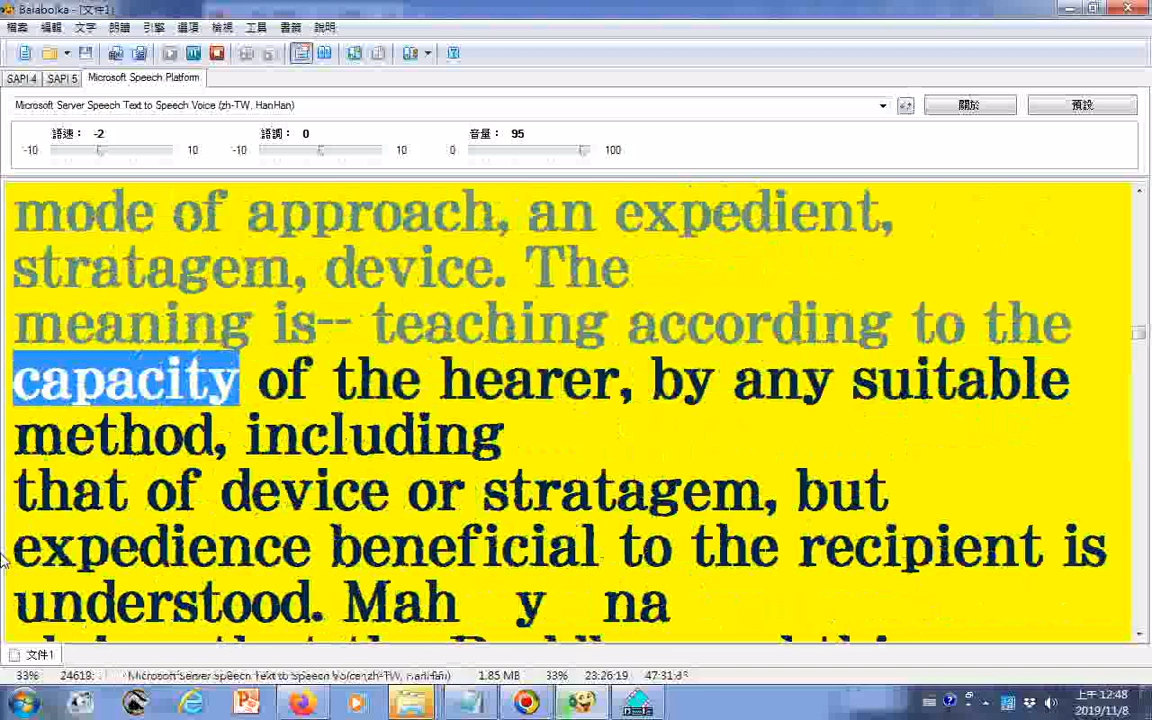 Balabolka - [文件1]
檔案 編輯 文字 朗讀 引擎 選項 檢視 工具 書籤 說明
SAPI 4 SAPI 5 Microsoft Speech Platform
Microsoft Server Speech Text to Speech Voice (zh-TW, HanHan) 關於 預設
語速： -2 語調： 0 音量： 95
-10 10 -10 10 0 100
mode of approach, an expedient,
stratagem, device. The
meaning is-- teaching according to the
capacity of the hearer, by any suitable
method, including
that of device or stratagem, but
expedience beneficial to the recipient is
understood. Mah y na
文件1
33% Microsoft Server Speech Text to Speech Voice (zh-TW, HanHan) 1.85 MB 33% 23:26:19
上午 12:48
2019/11/8